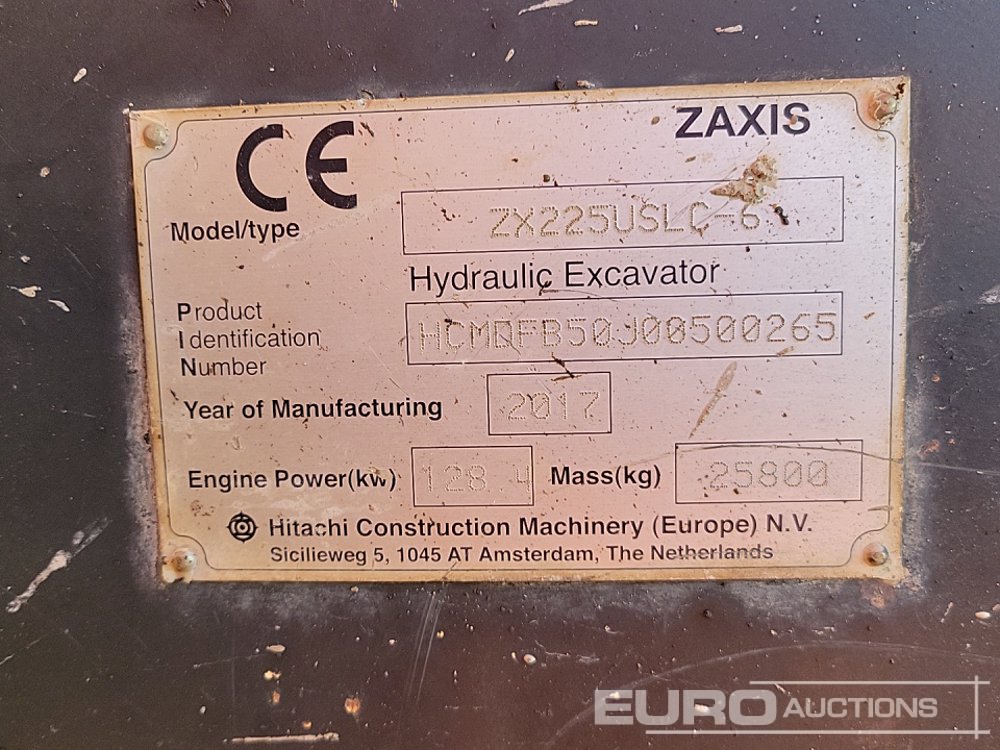 CE ZAXIS
Model/type ZX225USLC-6
Hydraulic Excavator
Product
Identification HCMQFB50J00500265
Number
Year of Manufacturing 2017
Engine Power(kw) 128.4 Mass(kg) 25800
Hitachi Construction Machinery (Europe) N.V.
Sicilieweg 5, 1045 AT Amsterdam, The Netherlands
EURO AUCTIONS